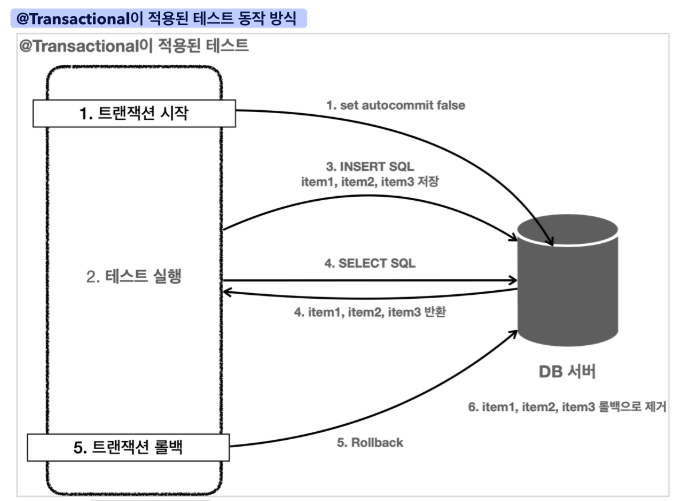 @Transactional이 적용된 테스트 동작 방식
@Transactional이 적용된 테스트
1. 트랜잭션 시작
1. set autocommit false
3. INSERT SQL
item1, item2, item3 저장
2. 테스트 실행
4. SELECT SQL
4. item1, item2, item3 반환
DB 서버
6. item1, item2, item3 롤백으로 제거
5. 트랜잭션 롤백
5. Rollback